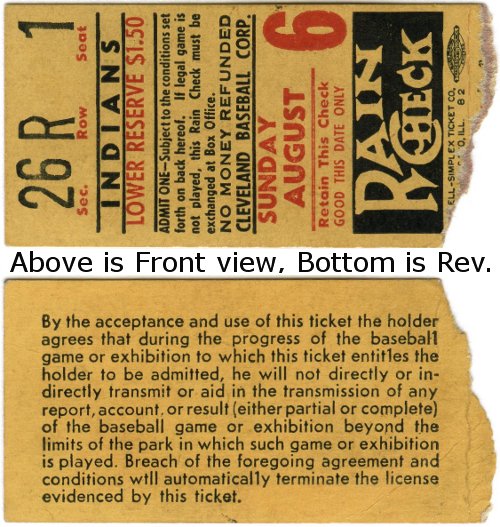 1 Seat
R Row
26 Sec.
INDIANS
LOWER RESERVE $1.50
ADMIT ONE—Subject to the conditions set
forth on back hereof. If legal game is
not played, this Rain Check must be
exchanged at Box Office.
NO MONEY REFUNDED
CLEVELAND BASEBALL CORP.
SUNDAY
AUGUST
6
Retain This Check
GOOD THIS DATE ONLY
RAIN
CHECK
ELL-SIMPLEX TICKET CO.
O, ILL. 82
Above is Front view, Bottom is Rev.
By the acceptance and use of this ticket the holder
agrees that during the progress of the baseball
game or exhibition to which this ticket entitles the
holder to be admitted, he will not directly or in-
directly transmit or aid in the transmission of any
report, account, or result (either partial or complete)
of the baseball game or exhibition beyond the
limits of the park in which such game or exhibition
is played. Breach of the foregoing agreement and
conditions wtll automatically terminate the license
evidenced by this ticket.